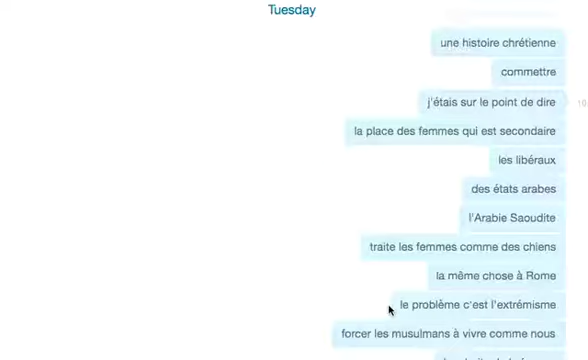 Tuesday
une histoire chrétienne
commettre
j'étais sur le point de dire
la place des femmes qui est secondaire
les libéraux
des états arabes
l'Arabie Saoudite
traite les femmes comme des chiens
la même chose à Rome
le problème c'est l'extrémisme
forcer les musulmans à vivre comme nous